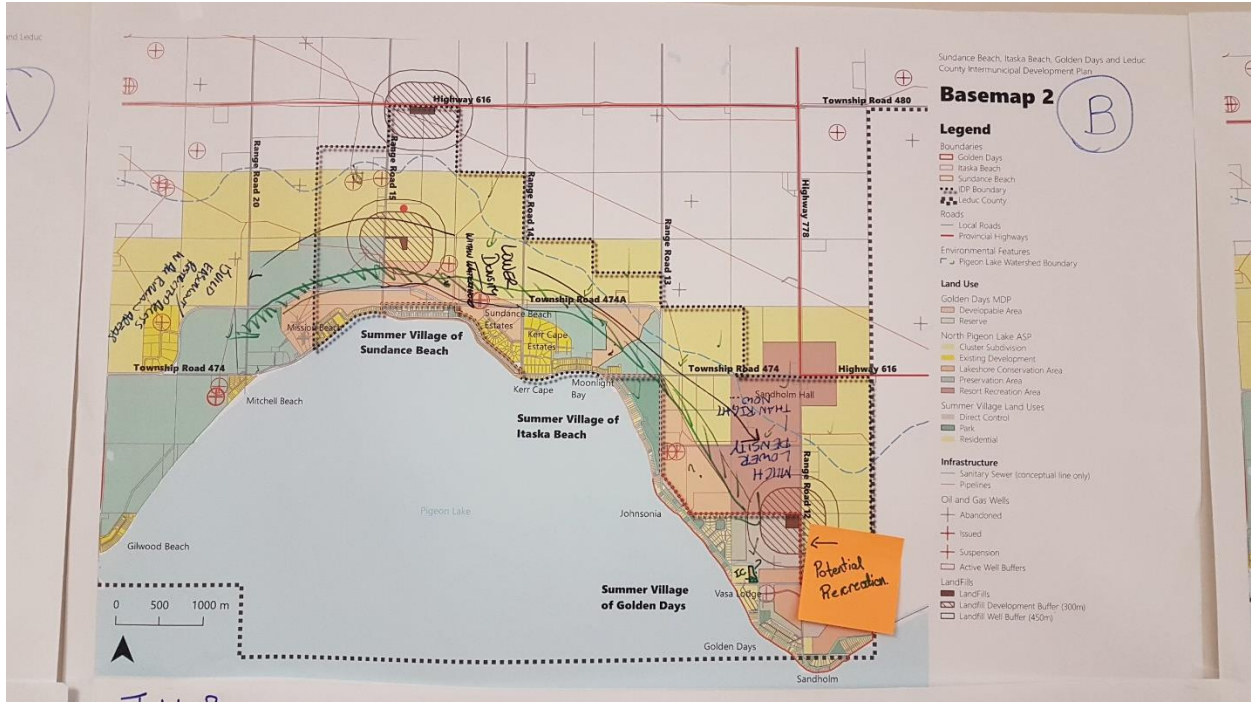 and Leduc
A
Sundance Beach, Itaska Beach, Golden Days and Leduc
County Intermunicipal Development Plan
Basemap 2
B
Legend
Boundaries
Golden Days
Itaska Beach
Sundance Beach
IDP Boundary
Leduc County
Roads
Local Roads
Provincial Highways
Environmental Features
Pigeon Lake Watershed Boundary
Land Use
Golden Days MDP
Developable Area
Reserve
North Pigeon Lake ASP
Cluster Subdivision
Existing Development
Lakeshore Conservation Area
Preservation Area
Resort Recreation Area
Summer Village Land Uses
Direct Control
Park
Residential
Infrastructure
Sanitary Sewer (conceptual line only)
Pipelines
Oil and Gas Wells
Abandoned
Issued
Suspension
Active Well Buffers
LandFills
LandFills
Landfill Development Buffer (300m)
Landfill Well Buffer (450m)
Highway 616
Township Road 480
Range Road 20
Range Road 15
Range Road 14
Range Road 13
Highway 778
LOWER
DENSITY
WITHIN WATERSHED
BUILD
EASEMENT
Township Road 474A
Mission Beach
Sundance Beach
Estates
Kerr Cape
Estates
Summer Village of
Sundance Beach
Township Road 474
Township Road 474
Highway 616
Mitchell Beach
Kerr Cape
Moonlight
Bay
Sandholm Hall
Summer Village of
Itaska Beach
MUCH
LOWER
DENSITY
THAN RIGHT
NOW...
?
Range Road 12
Johnsonia
Pigeon Lake
Gilwood Beach
Potential
Recreation.
Summer Village
of Golden Days
Vasa Lodge
0 500 1000 m
Golden Days
Sandholm